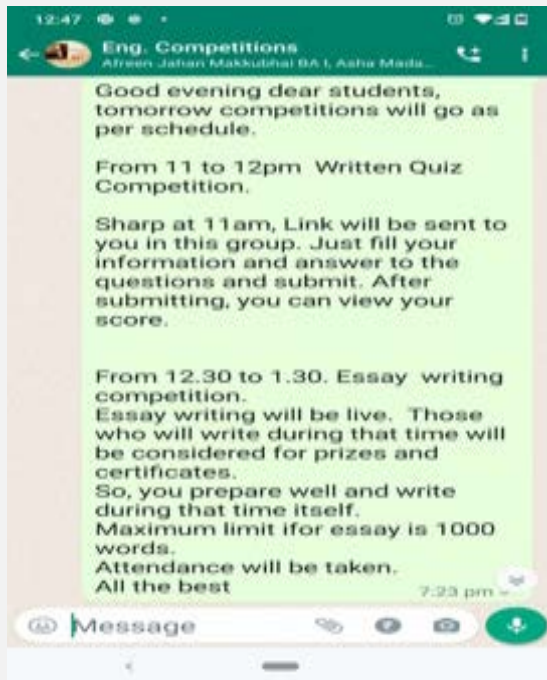 12:47
Eng. Competitions
Afreen Jahan Makkubhai BA I, Asha Mada...
Good evening dear students,
tomorrow competitions will go as
per schedule.
From 11 to 12pm Written Quiz
Competition.
Sharp at 11am, Link will be sent to
you in this group. Just fill your
information and answer to the
questions and submit. After
submitting, you can view your
score.
From 12.30 to 1.30. Essay writing
competition.
Essay writing will be live. Those
who will write during that time will
be considered for prizes and
certificates.
So, you prepare well and write
during that time itself.
Maximum limit ifor essay is 1000
words.
Attendance will be taken.
All the best
7:23 pm
Message